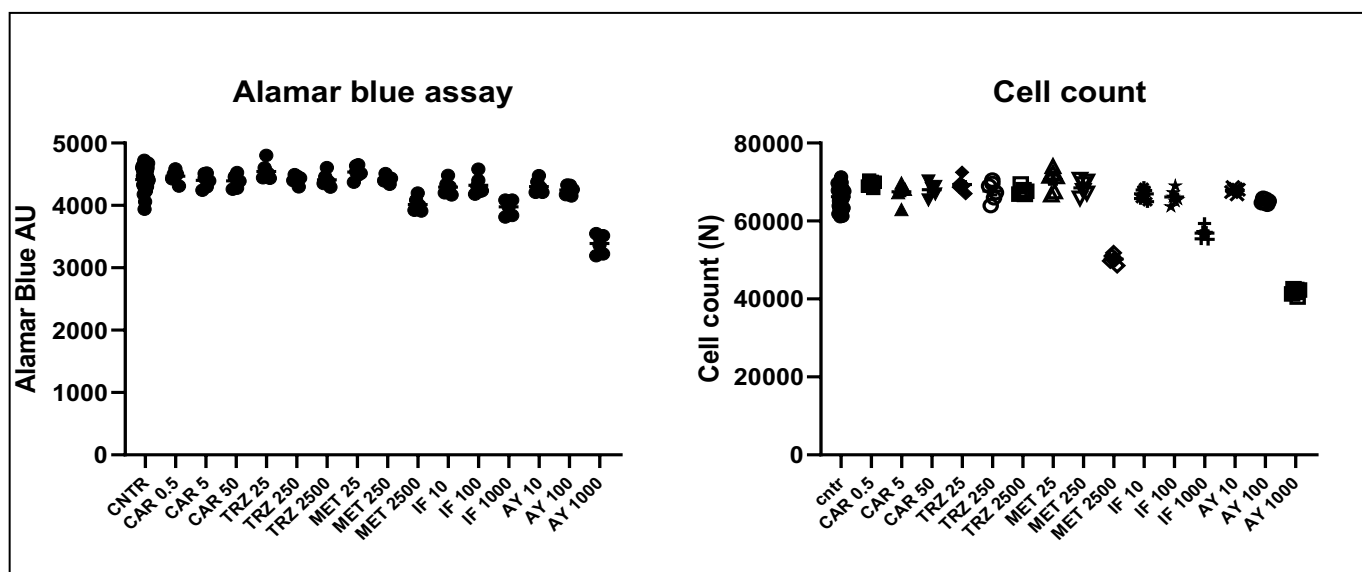 Alamar blue assay
Alamar Blue AU
5000
4000
3000
2000
1000
0
CNTR
CAR 0.5
CAR 5
CAR 50
TRZ 25
TRZ 250
TRZ 2500
MET 25
MET 250
MET 2500
IF 10
IF 100
IF 1000
AY 10
AY 100
AY 1000
Cell count
Cell count (N)
80000
60000
40000
20000
0
cntr
CAR 0.5
CAR 5
CAR 50
TRZ 25
TRZ 250
TRZ 2500
MET 25
MET 250
MET 2500
IF 10
IF 100
IF 1000
AY 10
AY 100
AY 1000